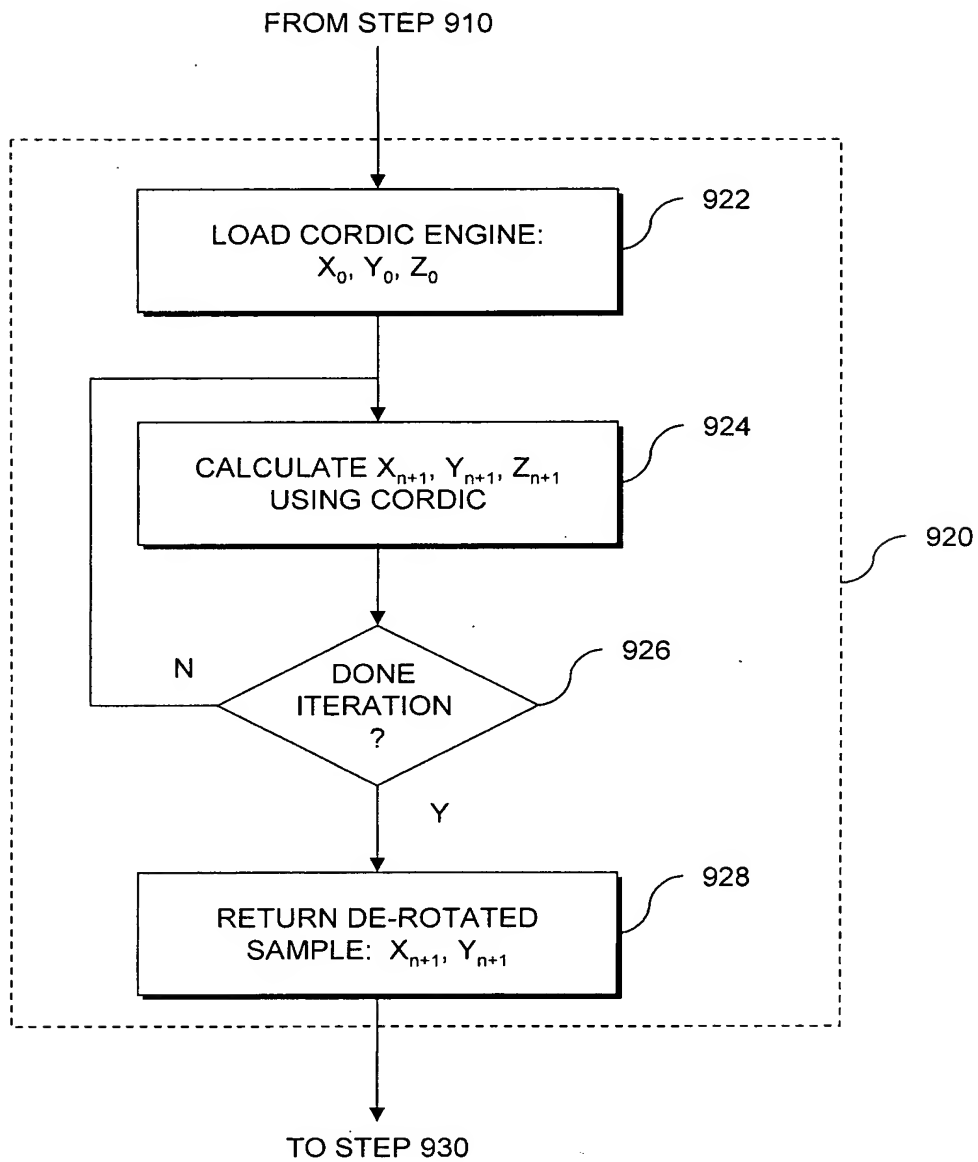 FROM STEP 910
922
LOAD CORDIC ENGINE:
X₀, Y₀, Z₀
924
CALCULATE Xₙ₊₁, Yₙ₊₁, Zₙ₊₁
USING CORDIC
920
926
N
DONE
ITERATION
?
Y
928
RETURN DE-ROTATED
SAMPLE: Xₙ₊₁, Yₙ₊₁
TO STEP 930